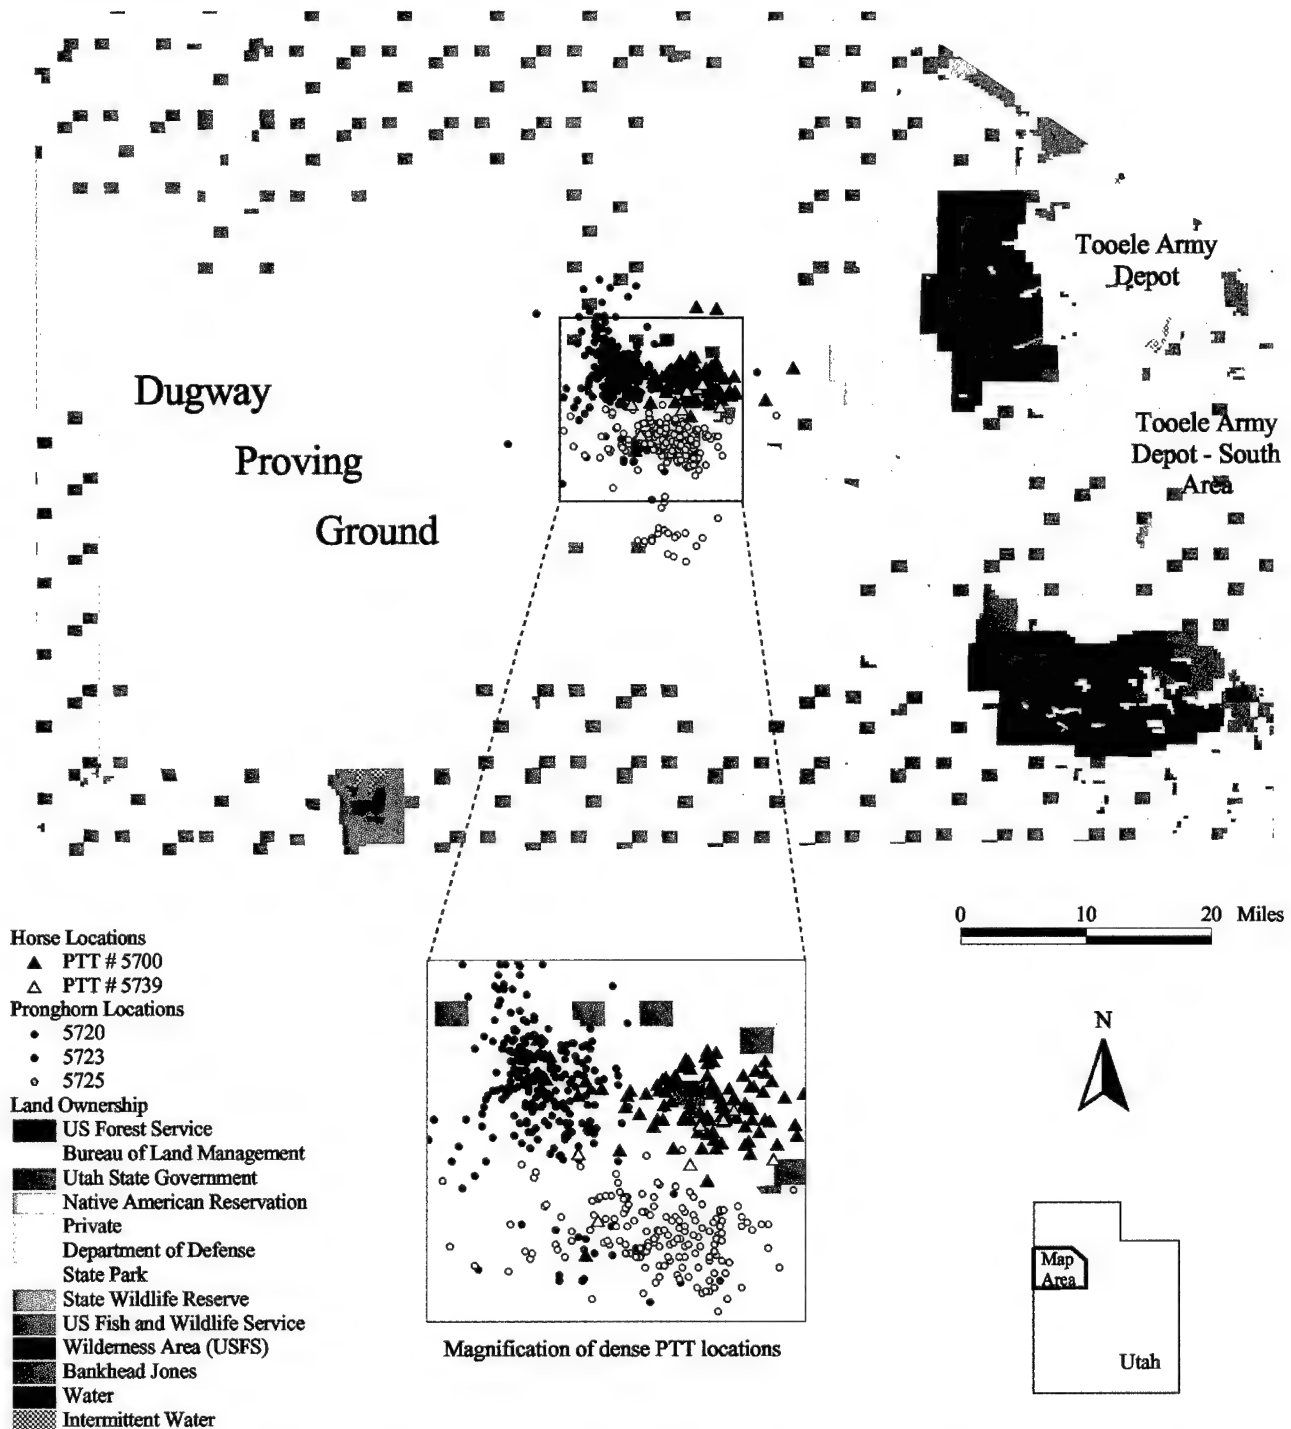 Tooele Army
Depot
Dugway
Proving
Ground
Tooele Army
Depot - South
Area
0 10 20 Miles
Horse Locations
PTT # 5700
PTT # 5739
Pronghorn Locations
5720
5723
5725
Land Ownership
US Forest Service
Bureau of Land Management
Utah State Government
Native American Reservation
Private
Department of Defense
State Park
State Wildlife Reserve
US Fish and Wildlife Service
Wilderness Area (USFS)
Bankhead Jones
Water
Intermittent Water
Magnification of dense PTT locations
N
Map
Area
Utah